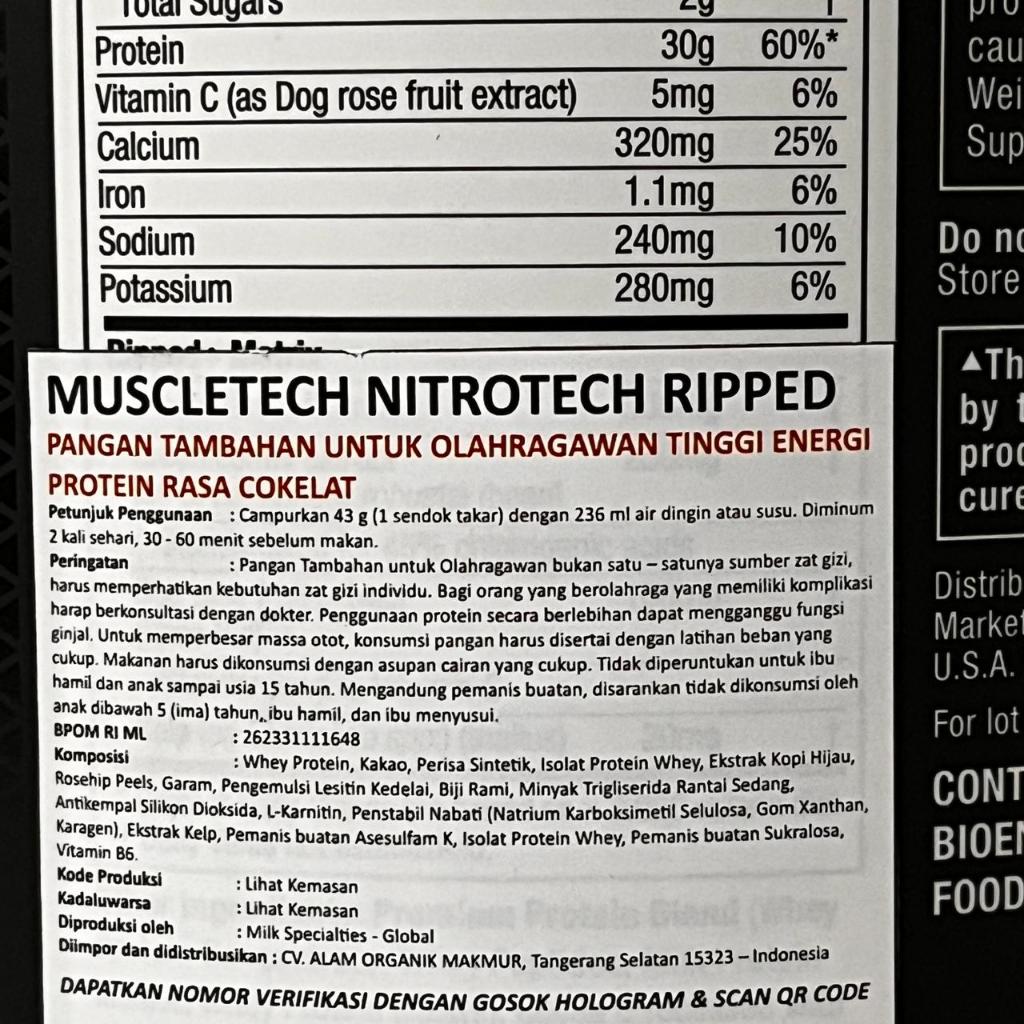 Total Sugars 2g †
Protein 30g 60%*
Vitamin C (as Dog rose fruit extract) 5mg 6%
Calcium 320mg 25%
Iron 1.1mg 6%
Sodium 240mg 10%
Potassium 280mg 6%
MUSCLETECH NITROTECH RIPPED
PANGAN TAMBAHAN UNTUK OLAHRAGAWAN TINGGI ENERGI
PROTEIN RASA COKELAT
Petunjuk Penggunaan : Campurkan 43 g (1 sendok takar) dengan 236 ml air dingin atau susu. Diminum
2 kali sehari, 30 - 60 menit sebelum makan.
Peringatan : Pangan Tambahan untuk Olahragawan bukan satu – satunya sumber zat gizi,
harus memperhatikan kebutuhan zat gizi individu. Bagi orang yang berolahraga yang memiliki komplikasi
harap berkonsultasi dengan dokter. Penggunaan protein secara berlebihan dapat mengganggu fungsi
ginjal. Untuk memperbesar massa otot, konsumsi pangan harus disertai dengan latihan beban yang
cukup. Makanan harus dikonsumsi dengan asupan cairan yang cukup. Tidak diperuntukan untuk ibu
hamil dan anak sampai usia 15 tahun. Mengandung pemanis buatan, disarankan tidak dikonsumsi oleh
anak dibawah 5 (ima) tahun, ibu hamil, dan ibu menyusui.
BPOM RI ML : 262331111648
Komposisi : Whey Protein, Kakao, Perisa Sintetik, Isolat Protein Whey, Ekstrak Kopi Hijau,
Rosehip Peels, Garam, Pengemulsi Lesitin Kedelai, Biji Rami, Minyak Trigliserida Rantai Sedang,
Antikempal Silikon Dioksida, L-Karnitin, Penstabil Nabati (Natrium Karboksimetil Selulosa, Gom Xanthan,
Karagen), Ekstrak Kelp, Pemanis buatan Asesulfam K, Isolat Protein Whey, Pemanis buatan Sukralosa,
Vitamin B6.
Kode Produksi : Lihat Kemasan
Kadaluwarsa : Lihat Kemasan
Diproduksi oleh : Milk Specialties - Global
Diimpor dan didistribusikan : CV. ALAM ORGANIK MAKMUR, Tangerang Selatan 15323 – Indonesia
DAPATKAN NOMOR VERIFIKASI DENGAN GOSOK HOLOGRAM & SCAN QR CODE
pro
cau
Wei
Sup
Do no
Store
▲Th
by t
prod
cure
Distrib
Market
U.S.A.
For lot
CONT
BIOEN
FOOD